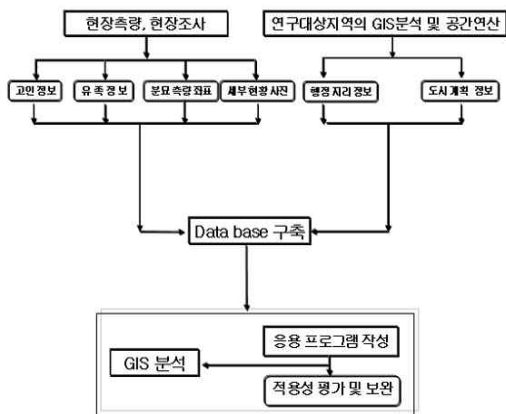 현장측량, 현장조사
연구대상지역의 GIS분석 및 공간연산
고인 정보
유족 정보
분묘 측량 좌표
세부 현황 사진
행정 지리 정보
도시 계획 정보
Data base 구축
응용 프로그램 작성
GIS 분석
적용성 평가 및 보완